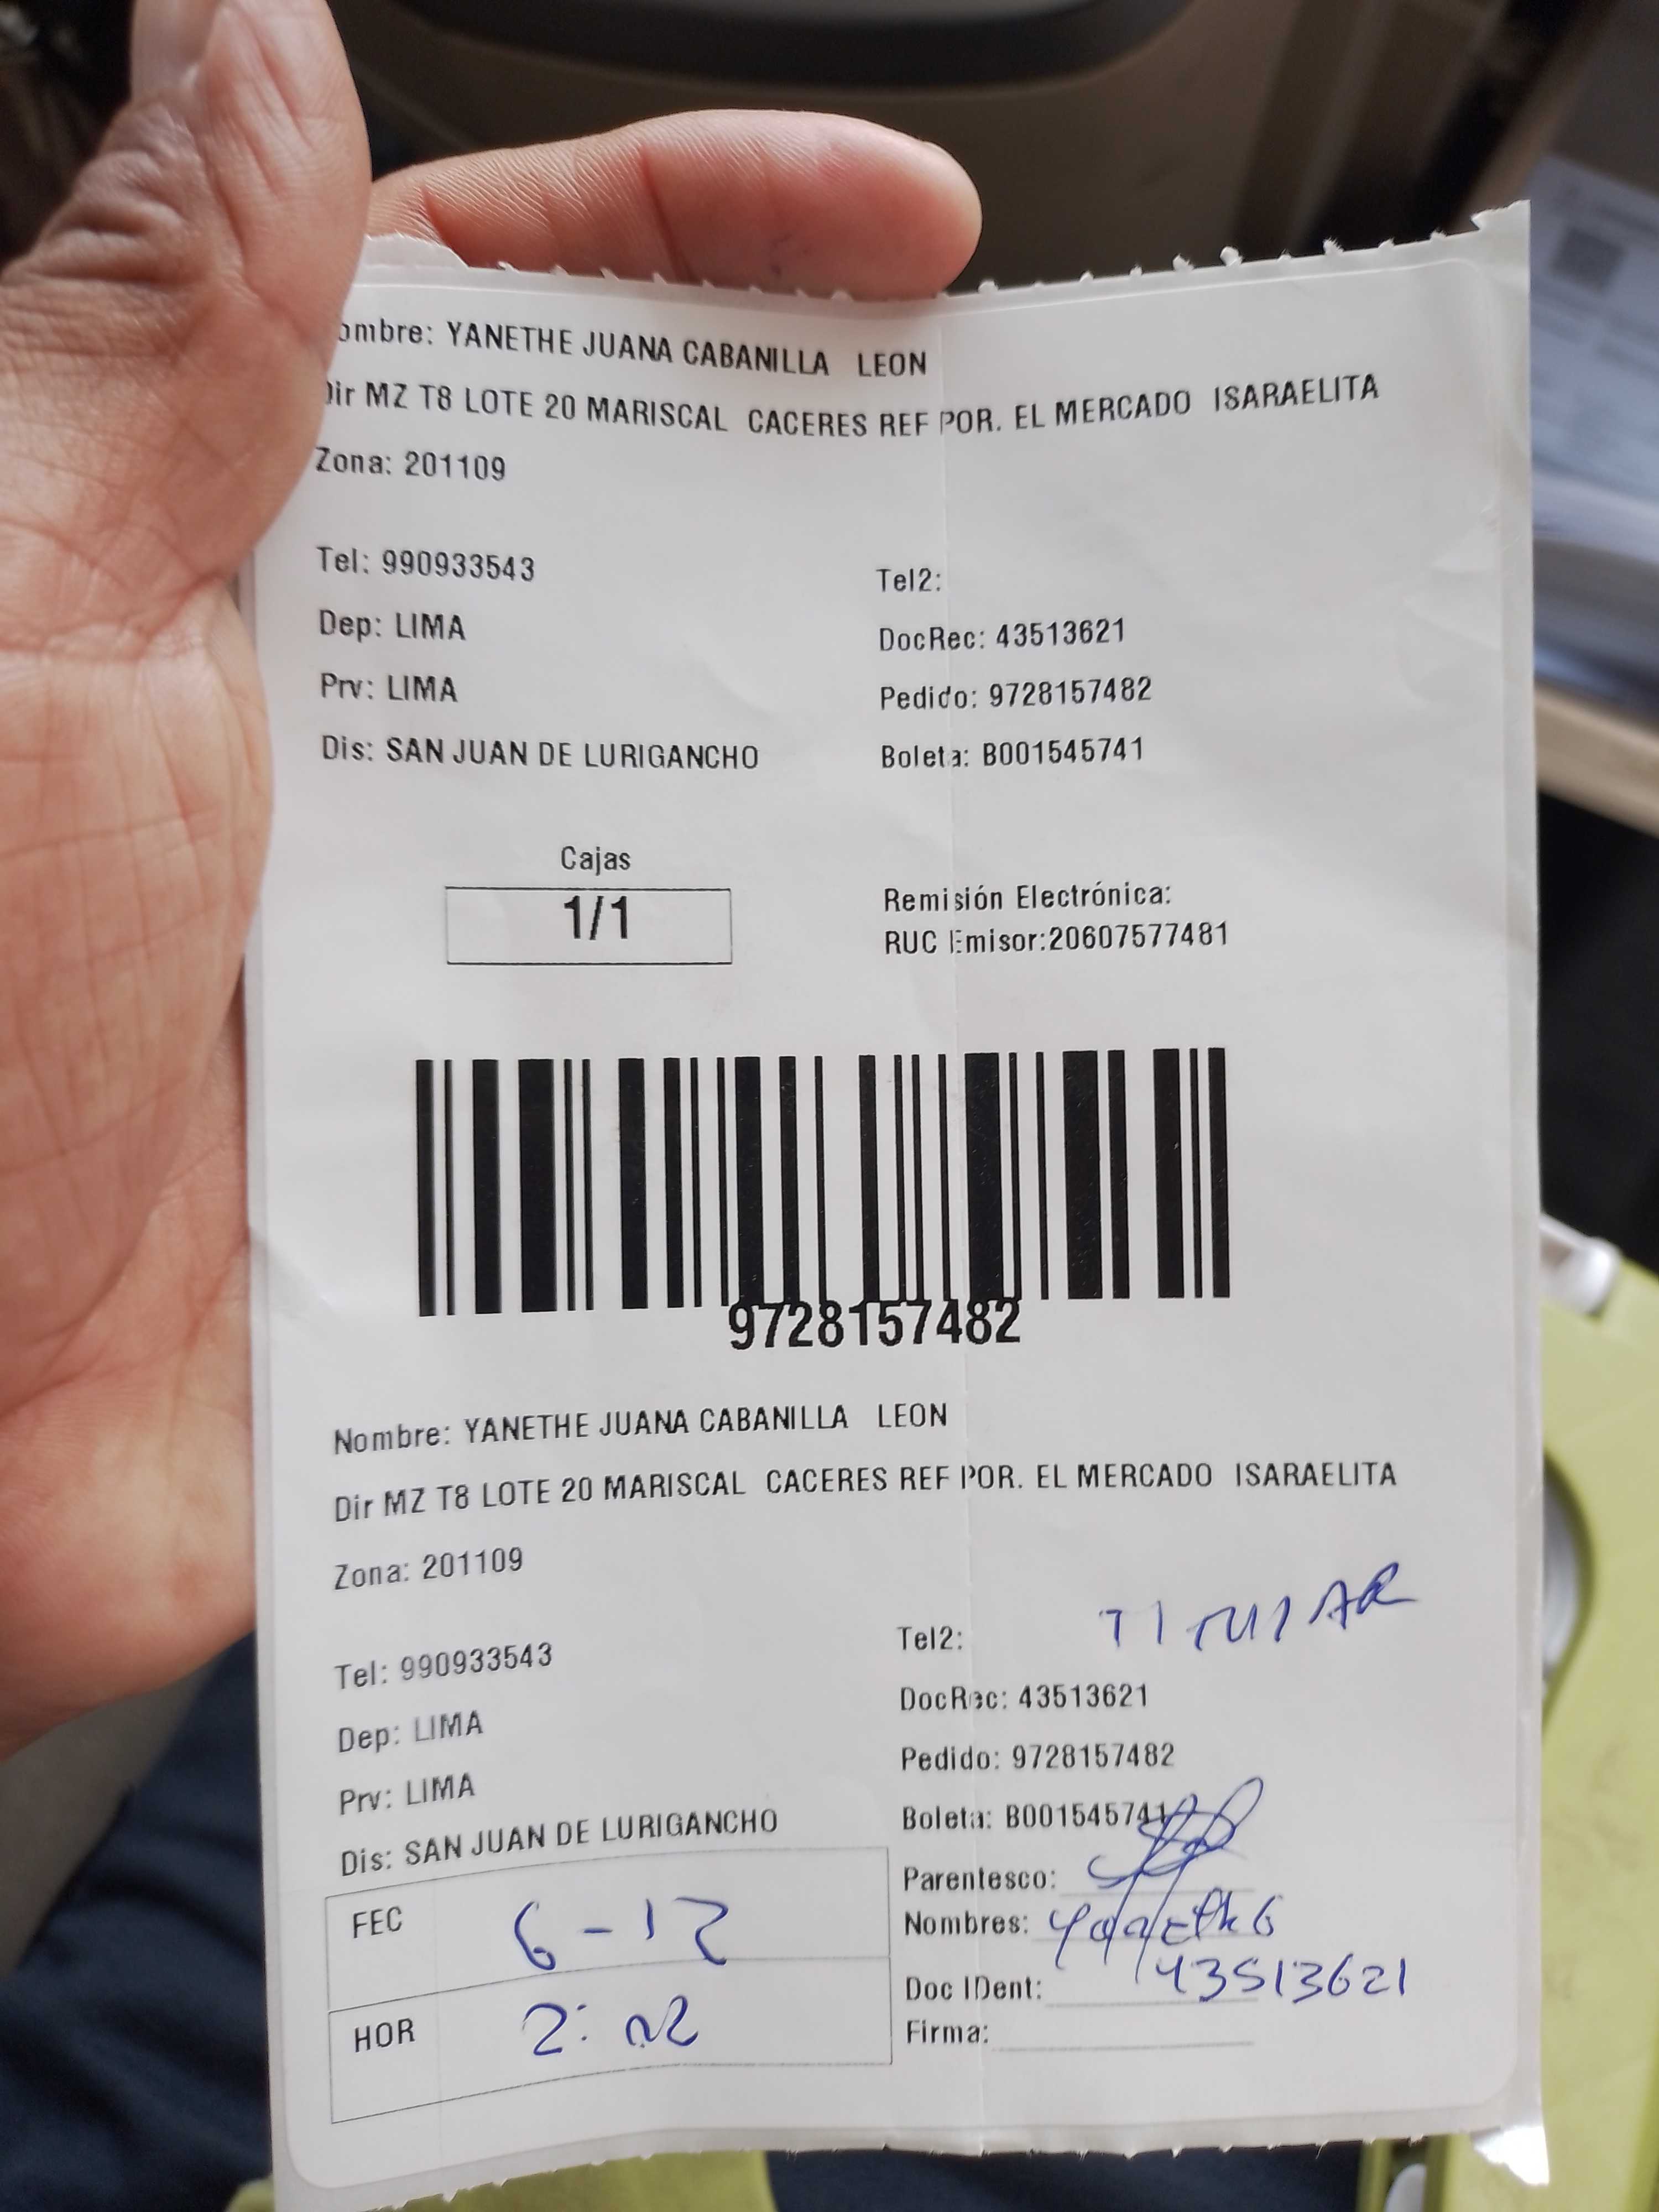 ombre: YANETHE JUANA CABANILLA LEON
Dir MZ T8 LOTE 20 MARISCAL CACERES REF POR. EL MERCADO ISARAELITA
Zona: 201109
Tel: 990933543
Tel2:
Dep: LIMA
DocRec: 43513621
Prv: LIMA
Pedido: 9728157482
Dis: SAN JUAN DE LURIGANCHO
Boleta: B001545741
Cajas
1/1
Remisión Electrónica:
RUC Emisor:20607577481
9728157482
Nombre: YANETHE JUANA CABANILLA LEON
Dir MZ T8 LOTE 20 MARISCAL CACERES REF POR. EL MERCADO ISARAELITA
Zona: 201109
TITULAR
Tel: 990933543
Tel2:
Dep: LIMA
DocRec: 43513621
Prv: LIMA
Pedido: 9728157482
Dis: SAN JUAN DE LURIGANCHO
Boleta: B001545741
Parentesco:
FEC 6-12
Nombres:
Doc IDent: 43513621
HOR 2:02
Firma: